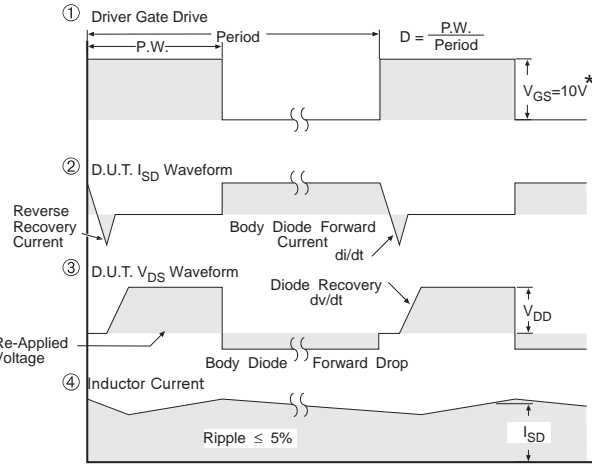 ① Driver Gate Drive
P.W.
Period
D = P.W.
Period
VGS=10V*
② D.U.T. ISD Waveform
Reverse
Recovery
Current
Body Diode Forward
Current
di/dt
③ D.U.T. VDS Waveform
Diode Recovery
dv/dt
VDD
Re-Applied
Voltage
Body Diode Forward Drop
④ Inductor Current
Ripple ≤ 5%
ISD